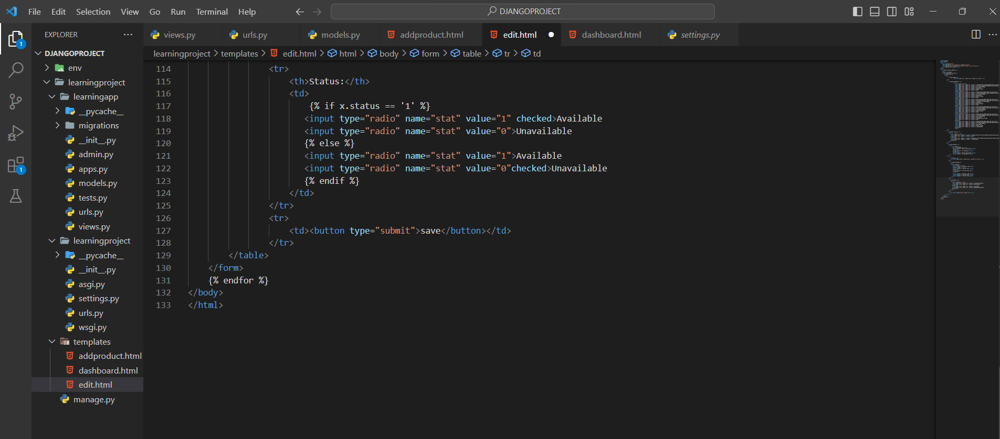 File Edit Selection View Go Run Terminal Help
DJANGOPROJECT
EXPLORER
DJANGOPROJECT
env
learningproject
learningapp
__pycache__
migrations
__init__.py
admin.py
apps.py
models.py
tests.py
urls.py
views.py
learningproject
__pycache__
__init__.py
asgi.py
settings.py
urls.py
wsgi.py
templates
addproduct.html
dashboard.html
edit.html
manage.py
1
1
views.py urls.py models.py addproduct.html edit.html dashboard.html settings.py
learningproject > templates > edit.html > html > body > form > table > tr > td
114 <tr>
115 <th>Status:</th>
116 <td>
117 {% if x.status == '1' %}
118 <input type="radio" name="stat" value="1" checked>Available
119 <input type="radio" name="stat" value="0">Unavailable
120 {% else %}
121 <input type="radio" name="stat" value="1">Available
122 <input type="radio" name="stat" value="0"checked>Unavailable
123 {% endif %}
124 </td>
125 </tr>
126 <tr>
127 <td><button type="submit">save</button></td>
128 </tr>
129 </table>
130 </form>
131 {% endfor %}
132 </body>
133 </html>